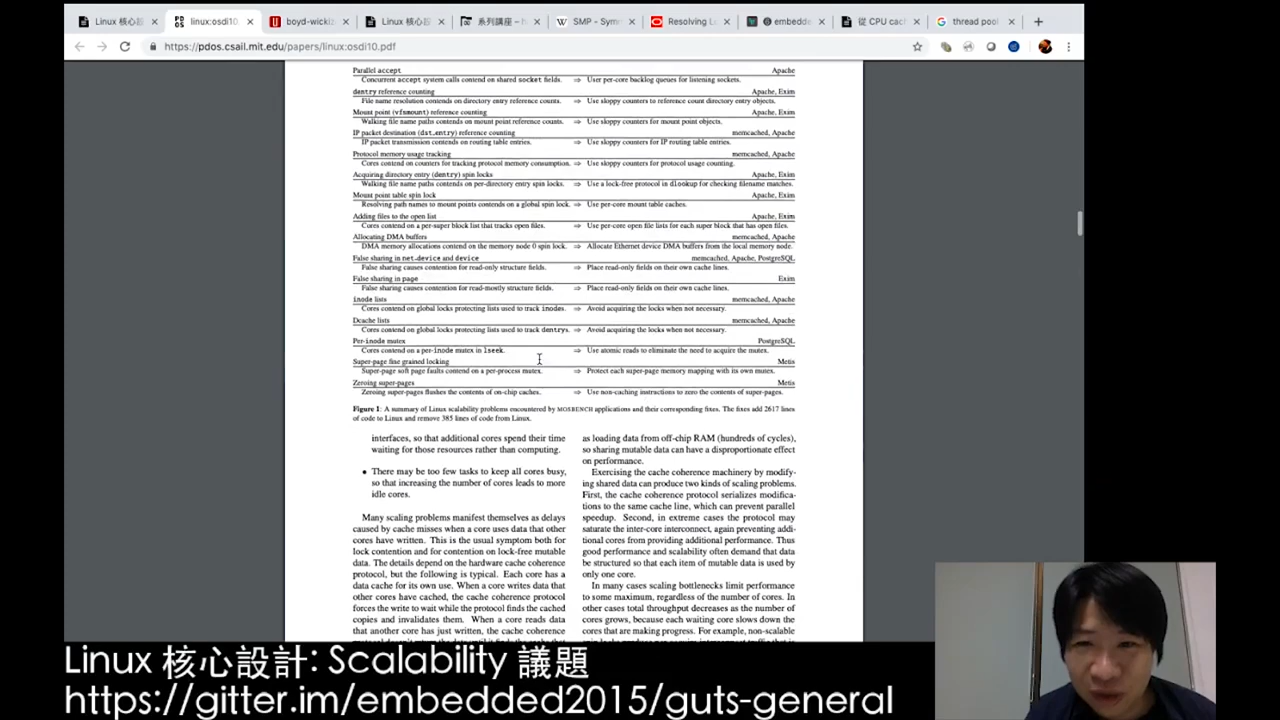 Linux 核心設
linux:osdi10
boyd-wickiz
Linux 核心設
系列講座 –
SMP - Symm
Resolving L
embedde
從 CPU cac
thread pool
https://pdos.csail.mit.edu/papers/linux:osdi10.pdf
Parallel accept Apache
Concurrent accept system calls contend on shared socket fields. ⇒ User per-core backlog queues for listening sockets.
dentry reference counting Apache, Exim
File name resolution contends on directory entry reference counts. ⇒ Use sloppy counters to reference count directory entry objects.
Mount point (vfsmount) reference counting Apache, Exim
Walking file name paths contends on mount point reference counts. ⇒ Use sloppy counters for mount point objects.
IP packet destination (dst_entry) reference counting memcached, Apache
IP packet transmission contends on routing table entries. ⇒ Use sloppy counters for IP routing table entries.
Protocol memory usage tracking memcached, Apache
Cores contend on counters for tracking protocol memory consumption. ⇒ Use sloppy counters for protocol usage counting.
Acquiring directory entry (dentry) spin locks Apache, Exim
Walking file name paths contends on per-directory entry spin locks. ⇒ Use a lock-free protocol in dlookup for checking filename matches.
Mount point table spin lock Apache, Exim
Resolving path names to mount points contends on a global spin lock. ⇒ Use per-core mount table caches.
Adding files to the open list Apache, Exim
Cores contend on a per-super block list that tracks open files. ⇒ Use per-core open file lists for each super block that has open files.
Allocating DMA buffers memcached, Apache
DMA memory allocations contend on the memory node 0 spin lock. ⇒ Allocate Ethernet device DMA buffers from the local memory node.
False sharing in net_device and device memcached, Apache, PostgreSQL
False sharing causes contention for read-only structure fields. ⇒ Place read-only fields on their own cache lines.
False sharing in page Exim
False sharing causes contention for read-mostly structure fields. ⇒ Place read-only fields on their own cache lines.
inode lists memcached, Apache
Cores contend on global locks protecting lists used to track inodes. ⇒ Avoid acquiring the locks when not necessary.
Dcache lists memcached, Apache
Cores contend on global locks protecting lists used to track dentrys. ⇒ Avoid acquiring the locks when not necessary.
Per-inode mutex PostgreSQL
Cores contend on a per-inode mutex in lseek. ⇒ Use atomic reads to eliminate the need to acquire the mutex.
Super-page fine grained locking Metis
Super-page soft page faults contend on a per-process mutex. ⇒ Protect each super-page memory mapping with its own mutex.
Zeroing super-pages Metis
Zeroing super-pages flushes the contents of on-chip caches. ⇒ Use non-caching instructions to zero the contents of super-pages.
Figure 1: A summary of Linux scalability problems encountered by MOSBENCH applications and their corresponding fixes. The fixes add 2617 lines
of code to Linux and remove 385 lines of code from Linux.
interfaces, so that additional cores spend their time
waiting for those resources rather than computing.
• There may be too few tasks to keep all cores busy,
so that increasing the number of cores leads to more
idle cores.
Many scaling problems manifest themselves as delays
caused by cache misses when a core uses data that other
cores have written. This is the usual symptom both for
lock contention and for contention on lock-free mutable
data. The details depend on the hardware cache coherence
protocol, but the following is typical. Each core has a
data cache for its own use. When a core writes data that
other cores have cached, the cache coherence protocol
forces the write to wait while the protocol finds the cached
copies and invalidates them. When a core reads data
that another core has just written, the cache coherence
as loading data from off-chip RAM (hundreds of cycles),
so sharing mutable data can have a disproportionate effect
on performance.
Exercising the cache coherence machinery by modify-
ing shared data can produce two kinds of scaling problems.
First, the cache coherence protocol serializes modifica-
tions to the same cache line, which can prevent parallel
speedup. Second, in extreme cases the protocol may
saturate the inter-core interconnect, again preventing addi-
tional cores from providing additional performance. Thus
good performance and scalability often demand that data
be structured so that each item of mutable data is used by
only one core.
In many cases scaling bottlenecks limit performance
to some maximum, regardless of the number of cores. In
other cases total throughput decreases as the number of
cores grows, because each waiting core slows down the
cores that are making progress. For example, non-scalable
Linux 核心設計: Scalability 議題
https://gitter.im/embedded2015/guts-general